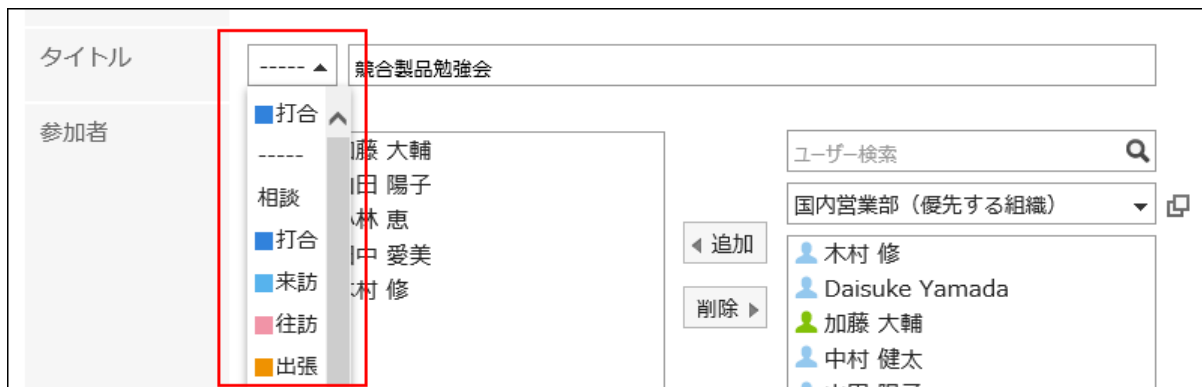 タイトル
----- ▲
競合製品勉強会
■打合
-----
相談
■打合
■来訪
■往訪
■出張
参加者
藤 大輔
田 陽子
林 恵
中 愛美
村 修
追加
削除
ユーザー検索
国内営業部（優先する組織）
木村 修
Daisuke Yamada
加藤 大輔
中村 健太